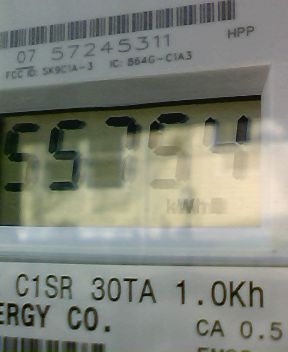 07 57245311
HPP
FCC ID: SK9C1A-3 IC: 864G-C1A3
55754
kWh
C1SR 30TA 1.0Kh
ERGY CO.
CA 0.5